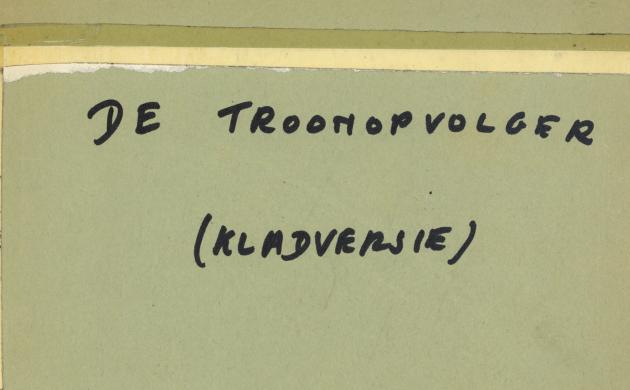 DE TROONOPVOLGER
(KLADVERSIE)